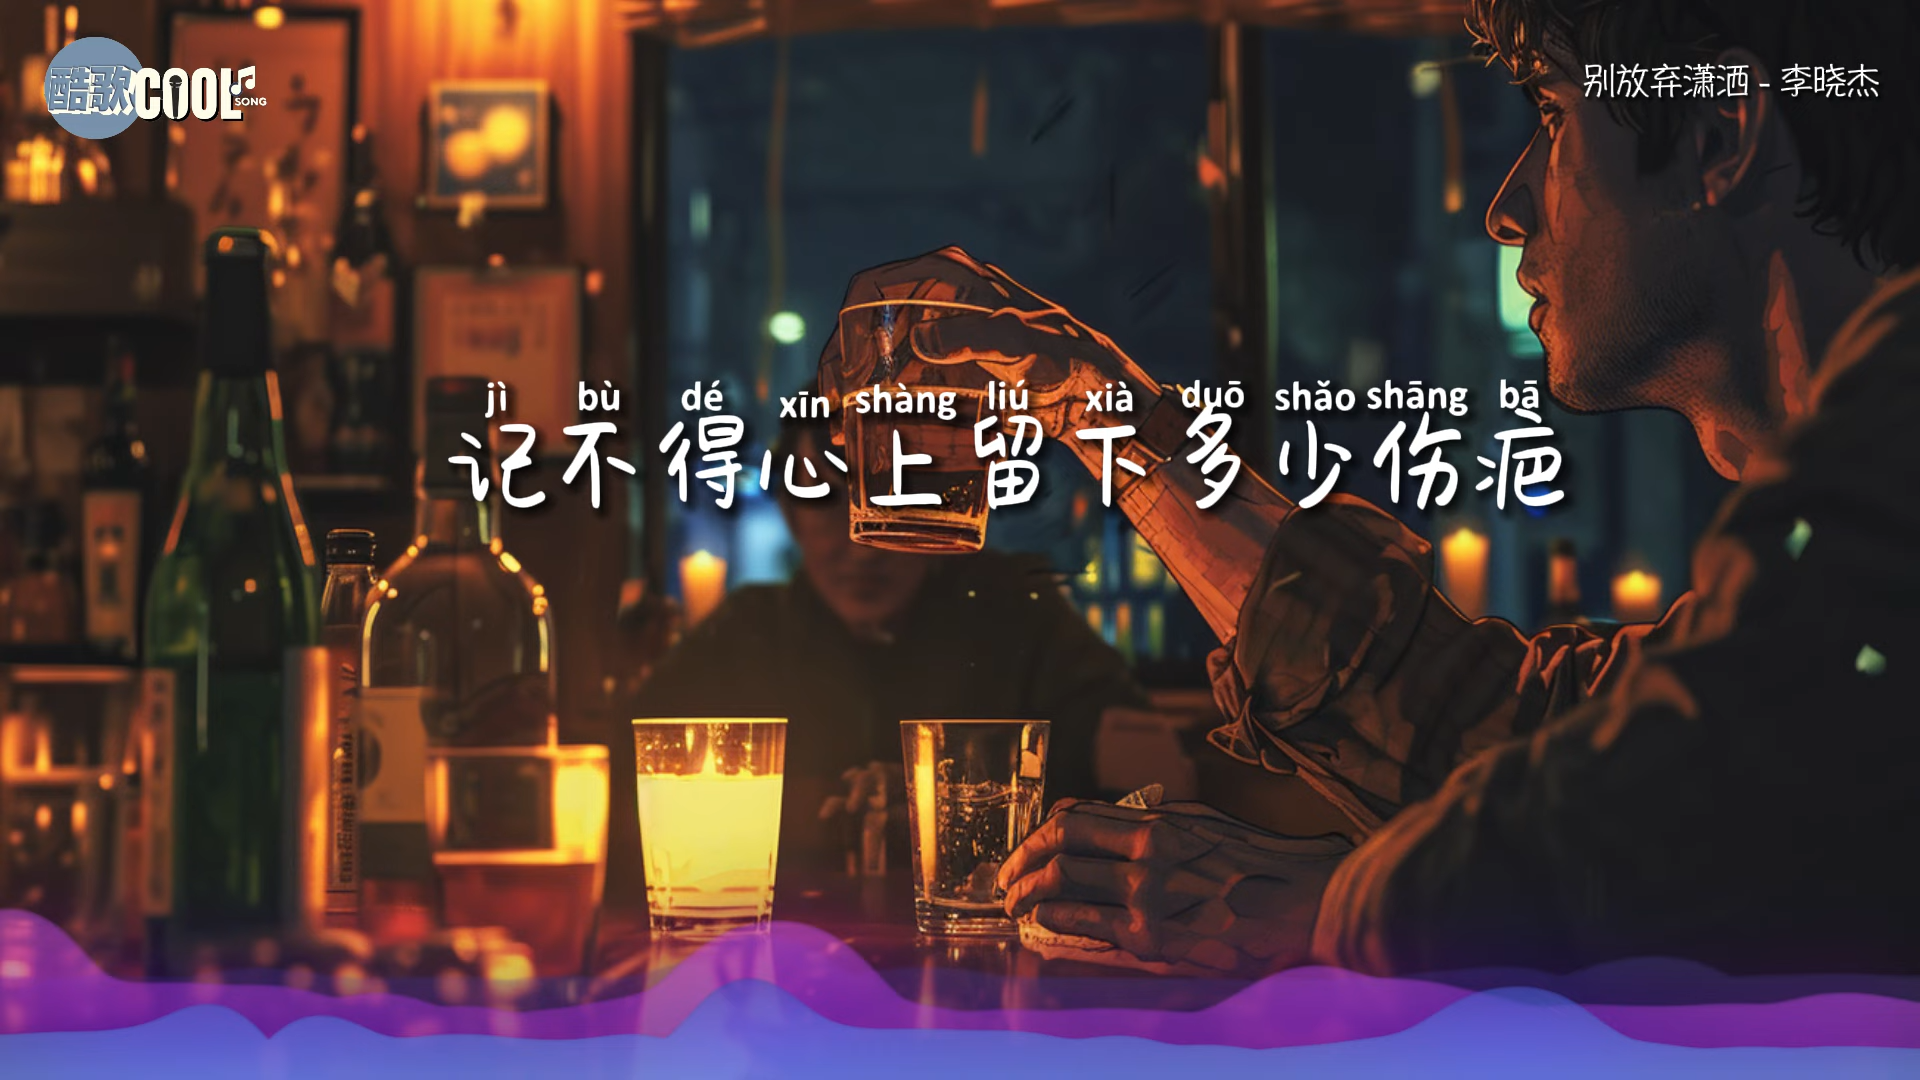 酷歌COOL
SONG
别放弃潇洒 - 李晓杰
jì bù dé xīn shàng liú xià duō shǎo shāng bā
记不得心上留下多少伤疤